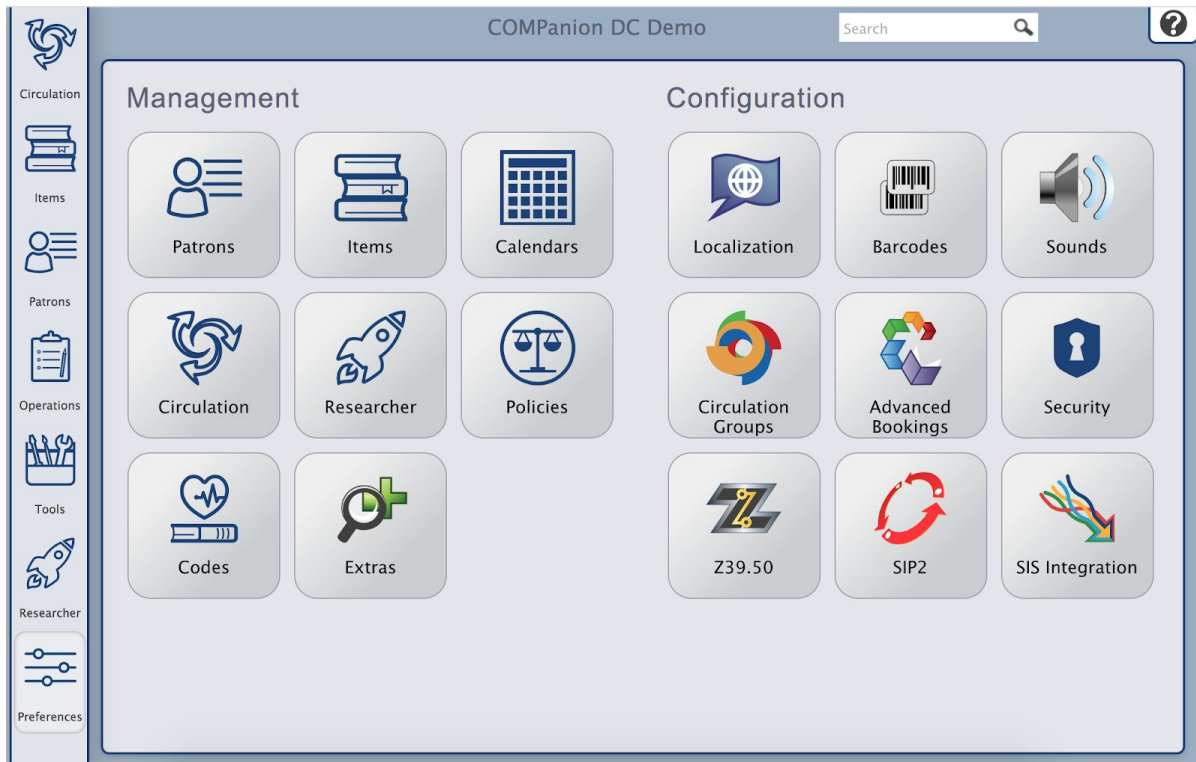 COMPanion DC Demo
Search
?
Circulation
Items
Patrons
Operations
Tools
Researcher
Preferences
Management
Patrons
Items
Calendars
Circulation
Researcher
Policies
Codes
Extras
Configuration
Localization
Barcodes
Sounds
Circulation
Groups
Advanced
Bookings
Security
Z39.50
SIP2
SIS Integration